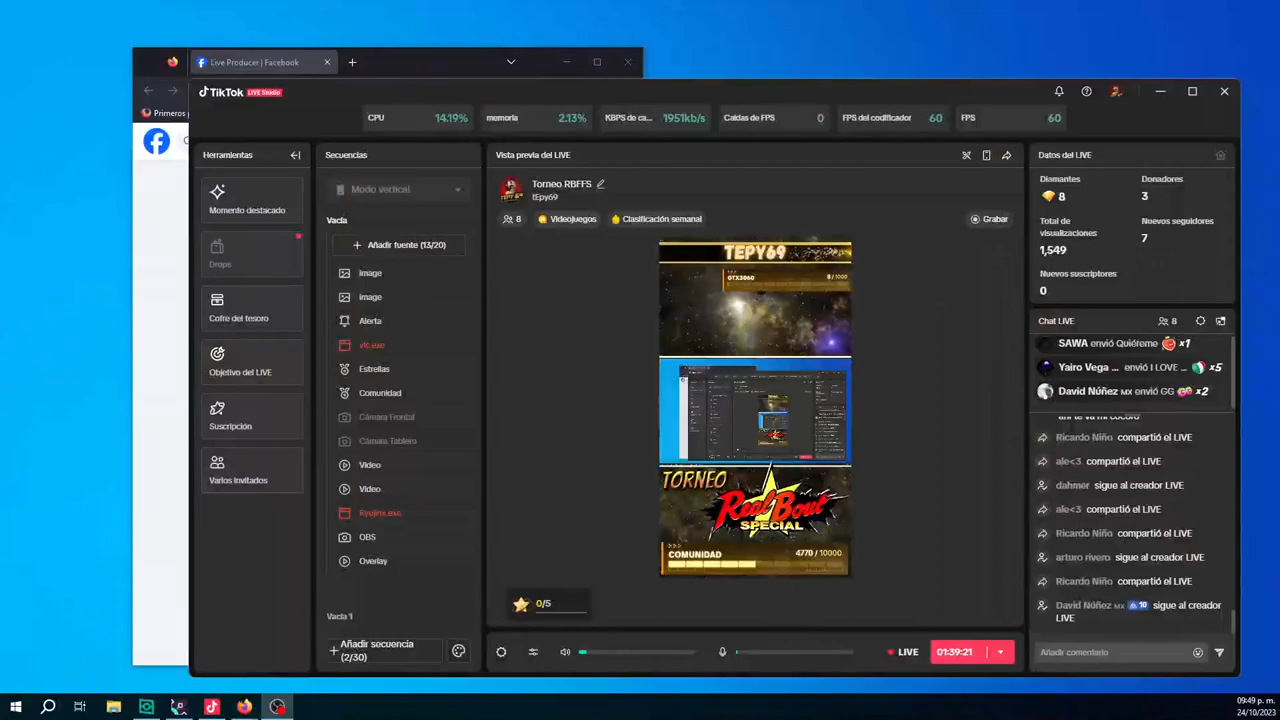 Live Producer | Facebook
Primeros
TikTok LIVE Studio
CPU 14.19%
memoria 2.13%
KBPS de ca... 1951kb/s
Caídas de FPS 0
FPS del codificador 60
FPS 60
Herramientas
Momento destacado
Drops
Cofre del tesoro
Objetivo del LIVE
Suscripción
Varios invitados
Secuencias
Modo vertical
Vacía
Añadir fuente (13/20)
Image
Image
Alerta
vlc.exe
Estrellas
Comunidad
Cámara Frontal
Cámara Tablero
Video
Video
Ryujinx.exe
OBS
Overlay
Vacía 1
Añadir secuencia
(2/30)
Vista previa del LIVE
Torneo RBFFS
tEpy69
8
Videojuegos
Clasificación semanal
Grabar
TEPY69
GTX3060 8 / 1000
TORNEO
Real Bout
SPECIAL
COMUNIDAD 4770 / 10000
0/5
LIVE
01:39:21
Datos del LIVE
Diamantes
8
Donadores
3
Total de
visualizaciones
1,549
Nuevos seguidores
7
Nuevos suscriptores
0
Chat LIVE
8
SAWA envió Quiéreme x1
Yairo Vega ... envió I LOVE ... x5
David Núñez MX envió GG x2
Ricardo Niño compartió el LIVE
ale<3 compartió el LIVE
dahmer sigue al creador LIVE
ale<3 compartió el LIVE
Ricardo Niño compartió el LIVE
arturo rivero sigue al creador LIVE
Ricardo Niño compartió el LIVE
David Núñez MX 10 sigue al creador
LIVE
Añadir comentario
09:49 p. m.
24/10/2023